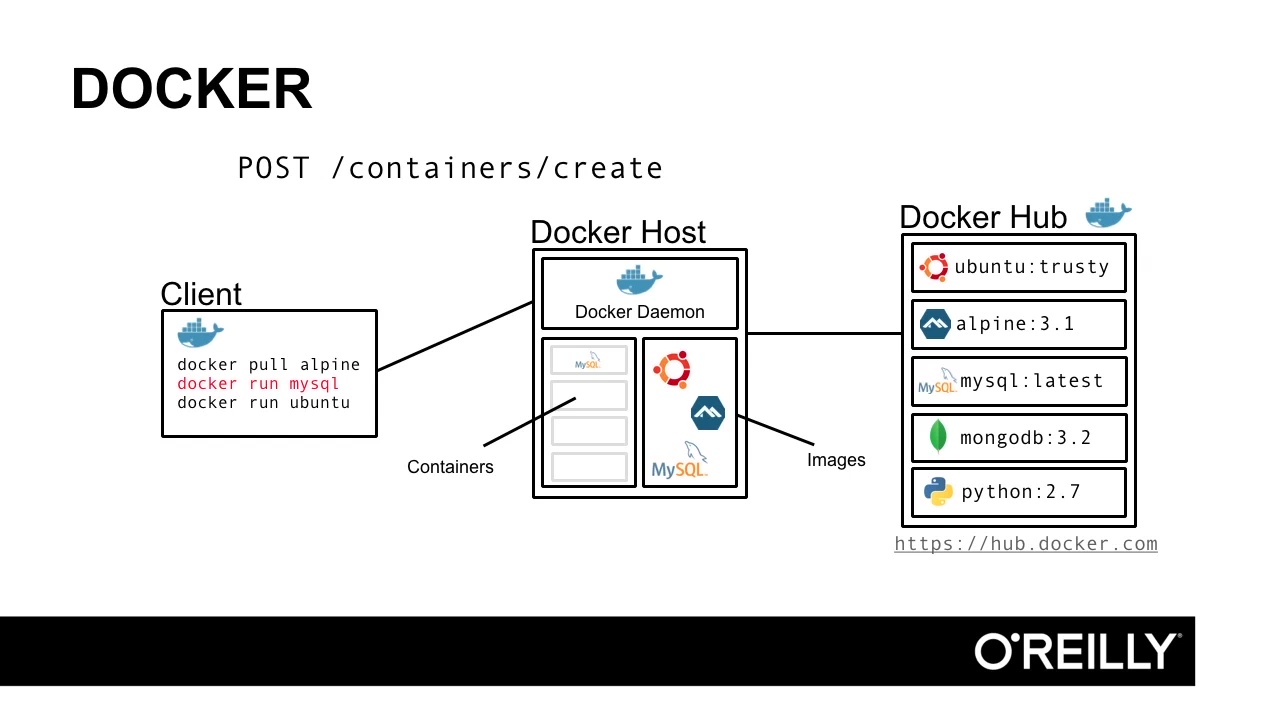 DOCKER
POST /containers/create
Client
docker pull alpine
docker run mysql
docker run ubuntu
Docker Host
Docker Daemon
MySQL
MySQL
Containers
Images
Docker Hub
ubuntu:trusty
alpine:3.1
MySQL mysql:latest
mongodb:3.2
python:2.7
https://hub.docker.com
O'REILLY®